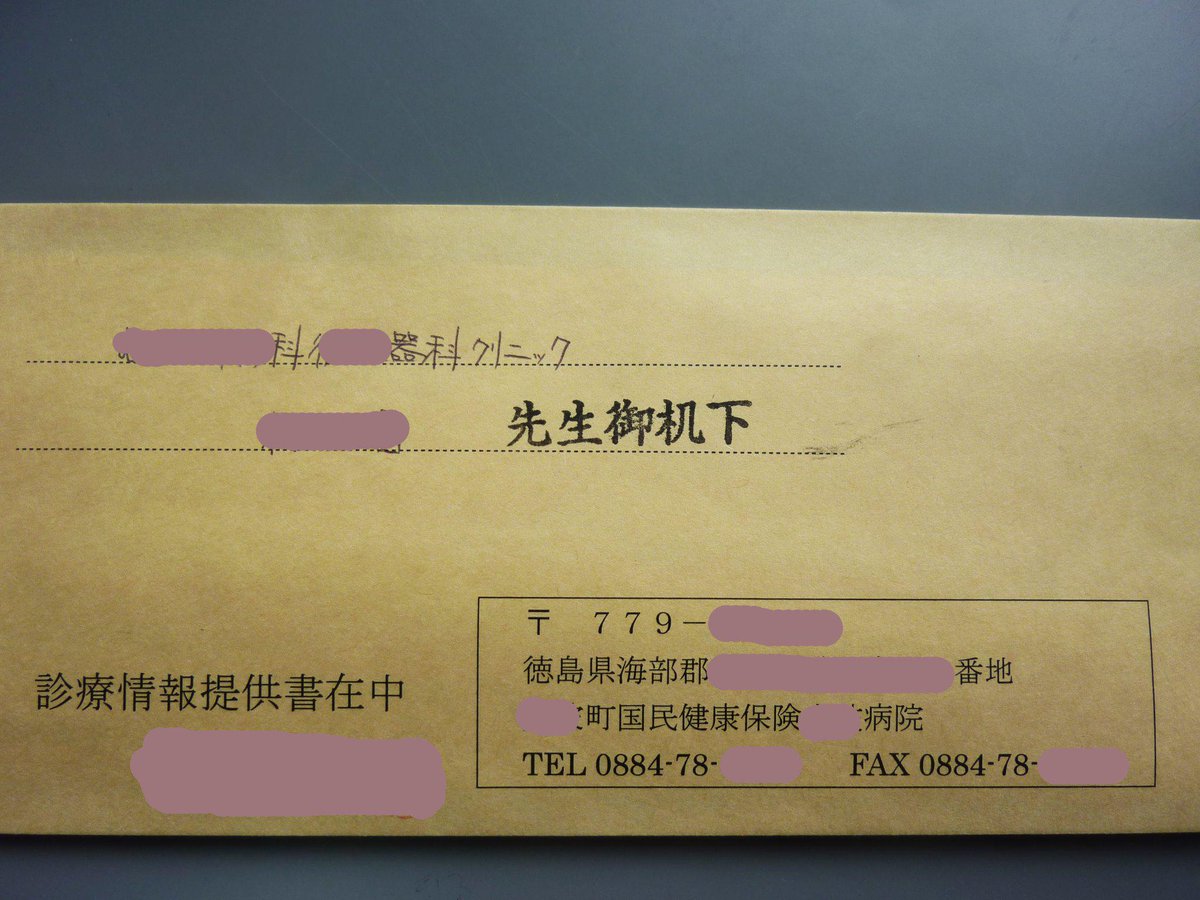 科 器科クリニック
先生御机下
診療情報提供書在中
〒 779-
徳島県海部郡 番地
町国民健康保険 病院
TEL 0884-78- FAX 0884-78-